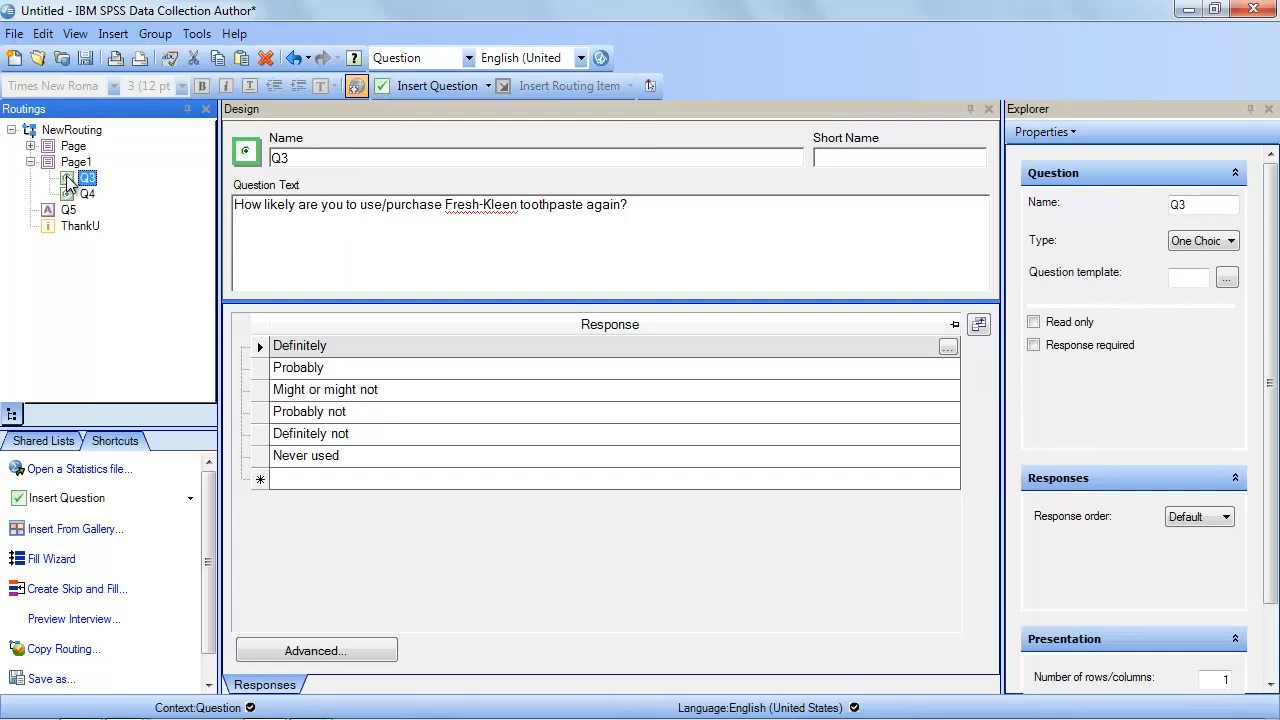 Untitled - IBM SPSS Data Collection Author*
File Edit View Insert Group Tools Help
Question English (United
Times New Roma 3 (12 pt B i T T Insert Question Insert Routing Item
Routings
NewRouting
Page
Page1
Q3
Q4
A Q5
i ThankU
Shared Lists Shortcuts
Open a Statistics file...
Insert Question
Insert From Gallery...
Fill Wizard
Create Skip and Fill...
Preview Interview...
Copy Routing...
Save as...
Design
Name Short Name
Q3
Question Text
How likely are you to use/purchase Fresh-Kleen toothpaste again?
Response
Definitely ...
Probably
Might or might not
Probably not
Definitely not
Never used
Advanced...
Responses
Explorer
Properties
Question
Name: Q3
Type: One Choic
Question template: ...
Read only
Response required
Responses
Response order: Default
Presentation
Number of rows/columns: 1
Context:Question Language:English (United States)